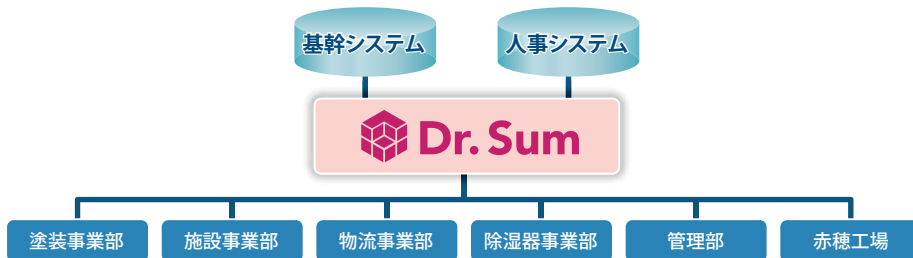 基幹システム
人事システム
Dr. Sum
塗装事業部
施設事業部
物流事業部
除湿器事業部
管理部
赤穂工場